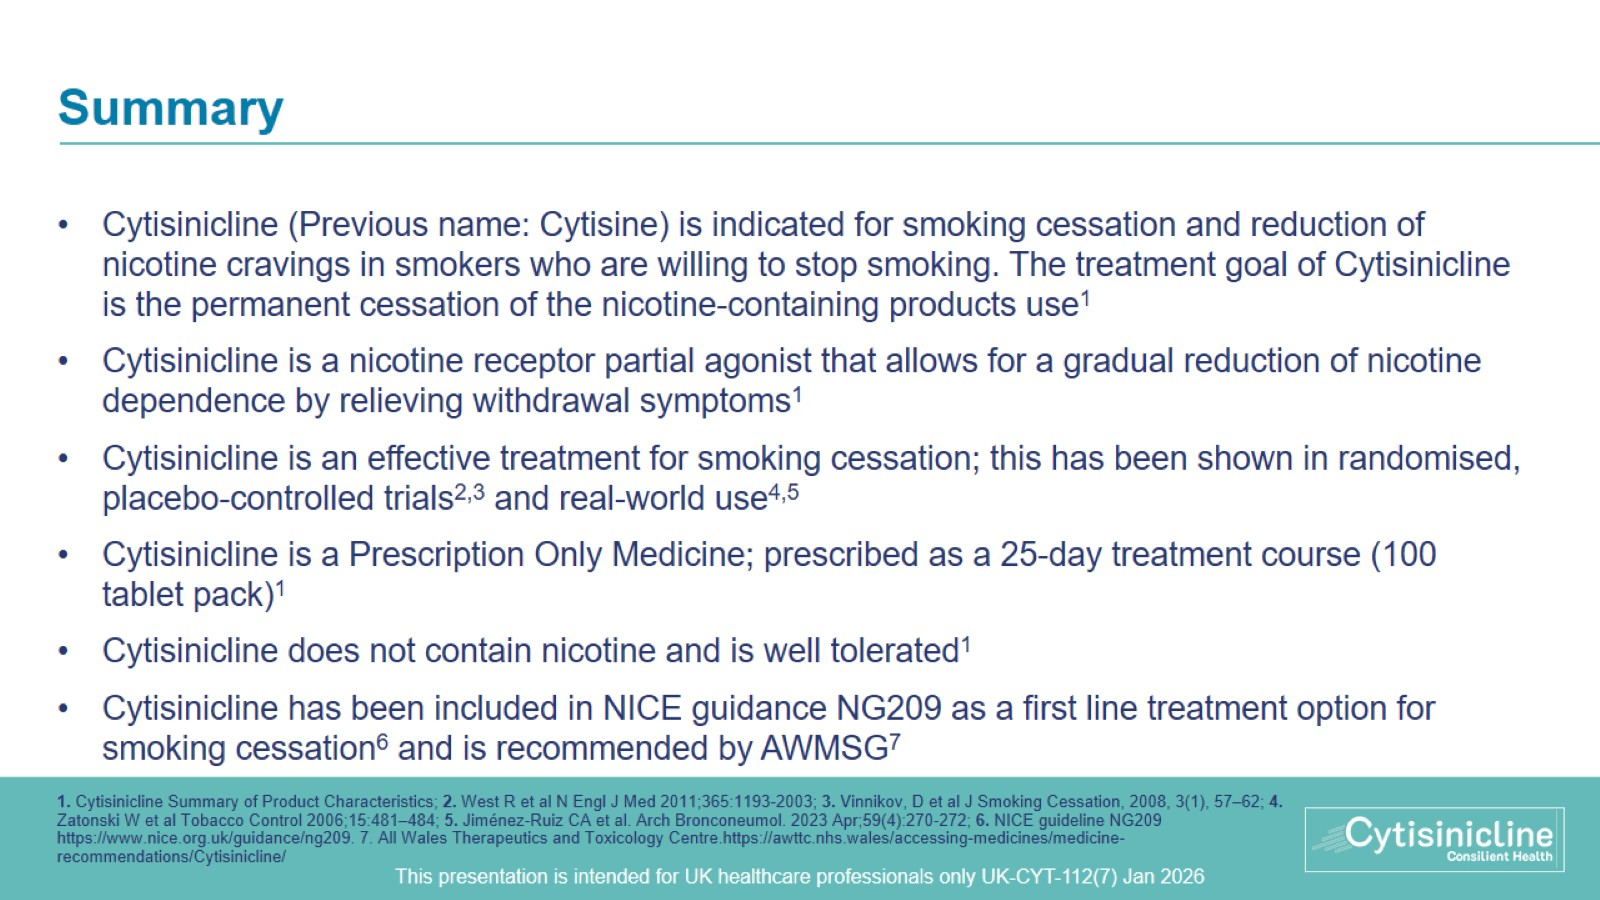 Summary
• Cytisinicline (Previous name: Cytisine) is indicated for smoking cessation and reduction of
nicotine cravings in smokers who are willing to stop smoking. The treatment goal of Cytisinicline
is the permanent cessation of the nicotine-containing products use¹
• Cytisinicline is a nicotine receptor partial agonist that allows for a gradual reduction of nicotine
dependence by relieving withdrawal symptoms¹
• Cytisinicline is an effective treatment for smoking cessation; this has been shown in randomised,
placebo-controlled trials²,³ and real-world use⁴,⁵
• Cytisinicline is a Prescription Only Medicine; prescribed as a 25-day treatment course (100
tablet pack)¹
• Cytisinicline does not contain nicotine and is well tolerated¹
• Cytisinicline has been included in NICE guidance NG209 as a first line treatment option for
smoking cessation⁶ and is recommended by AWMSG⁷
1. Cytisinicline Summary of Product Characteristics; 2. West R et al N Engl J Med 2011;365:1193-2003; 3. Vinnikov, D et al J Smoking Cessation, 2008, 3(1), 57–62; 4.
Zatonski W et al Tobacco Control 2006;15:481–484; 5. Jiménez-Ruiz CA et al. Arch Bronconeumol. 2023 Apr;59(4):270-272; 6. NICE guideline NG209
https://www.nice.org.uk/guidance/ng209. 7. All Wales Therapeutics and Toxicology Centre.https://awttc.nhs.wales/accessing-medicines/medicine-
recommendations/Cytisinicline/
Cytisinicline
Consilient Health
This presentation is intended for UK healthcare professionals only UK-CYT-112(7) Jan 2026